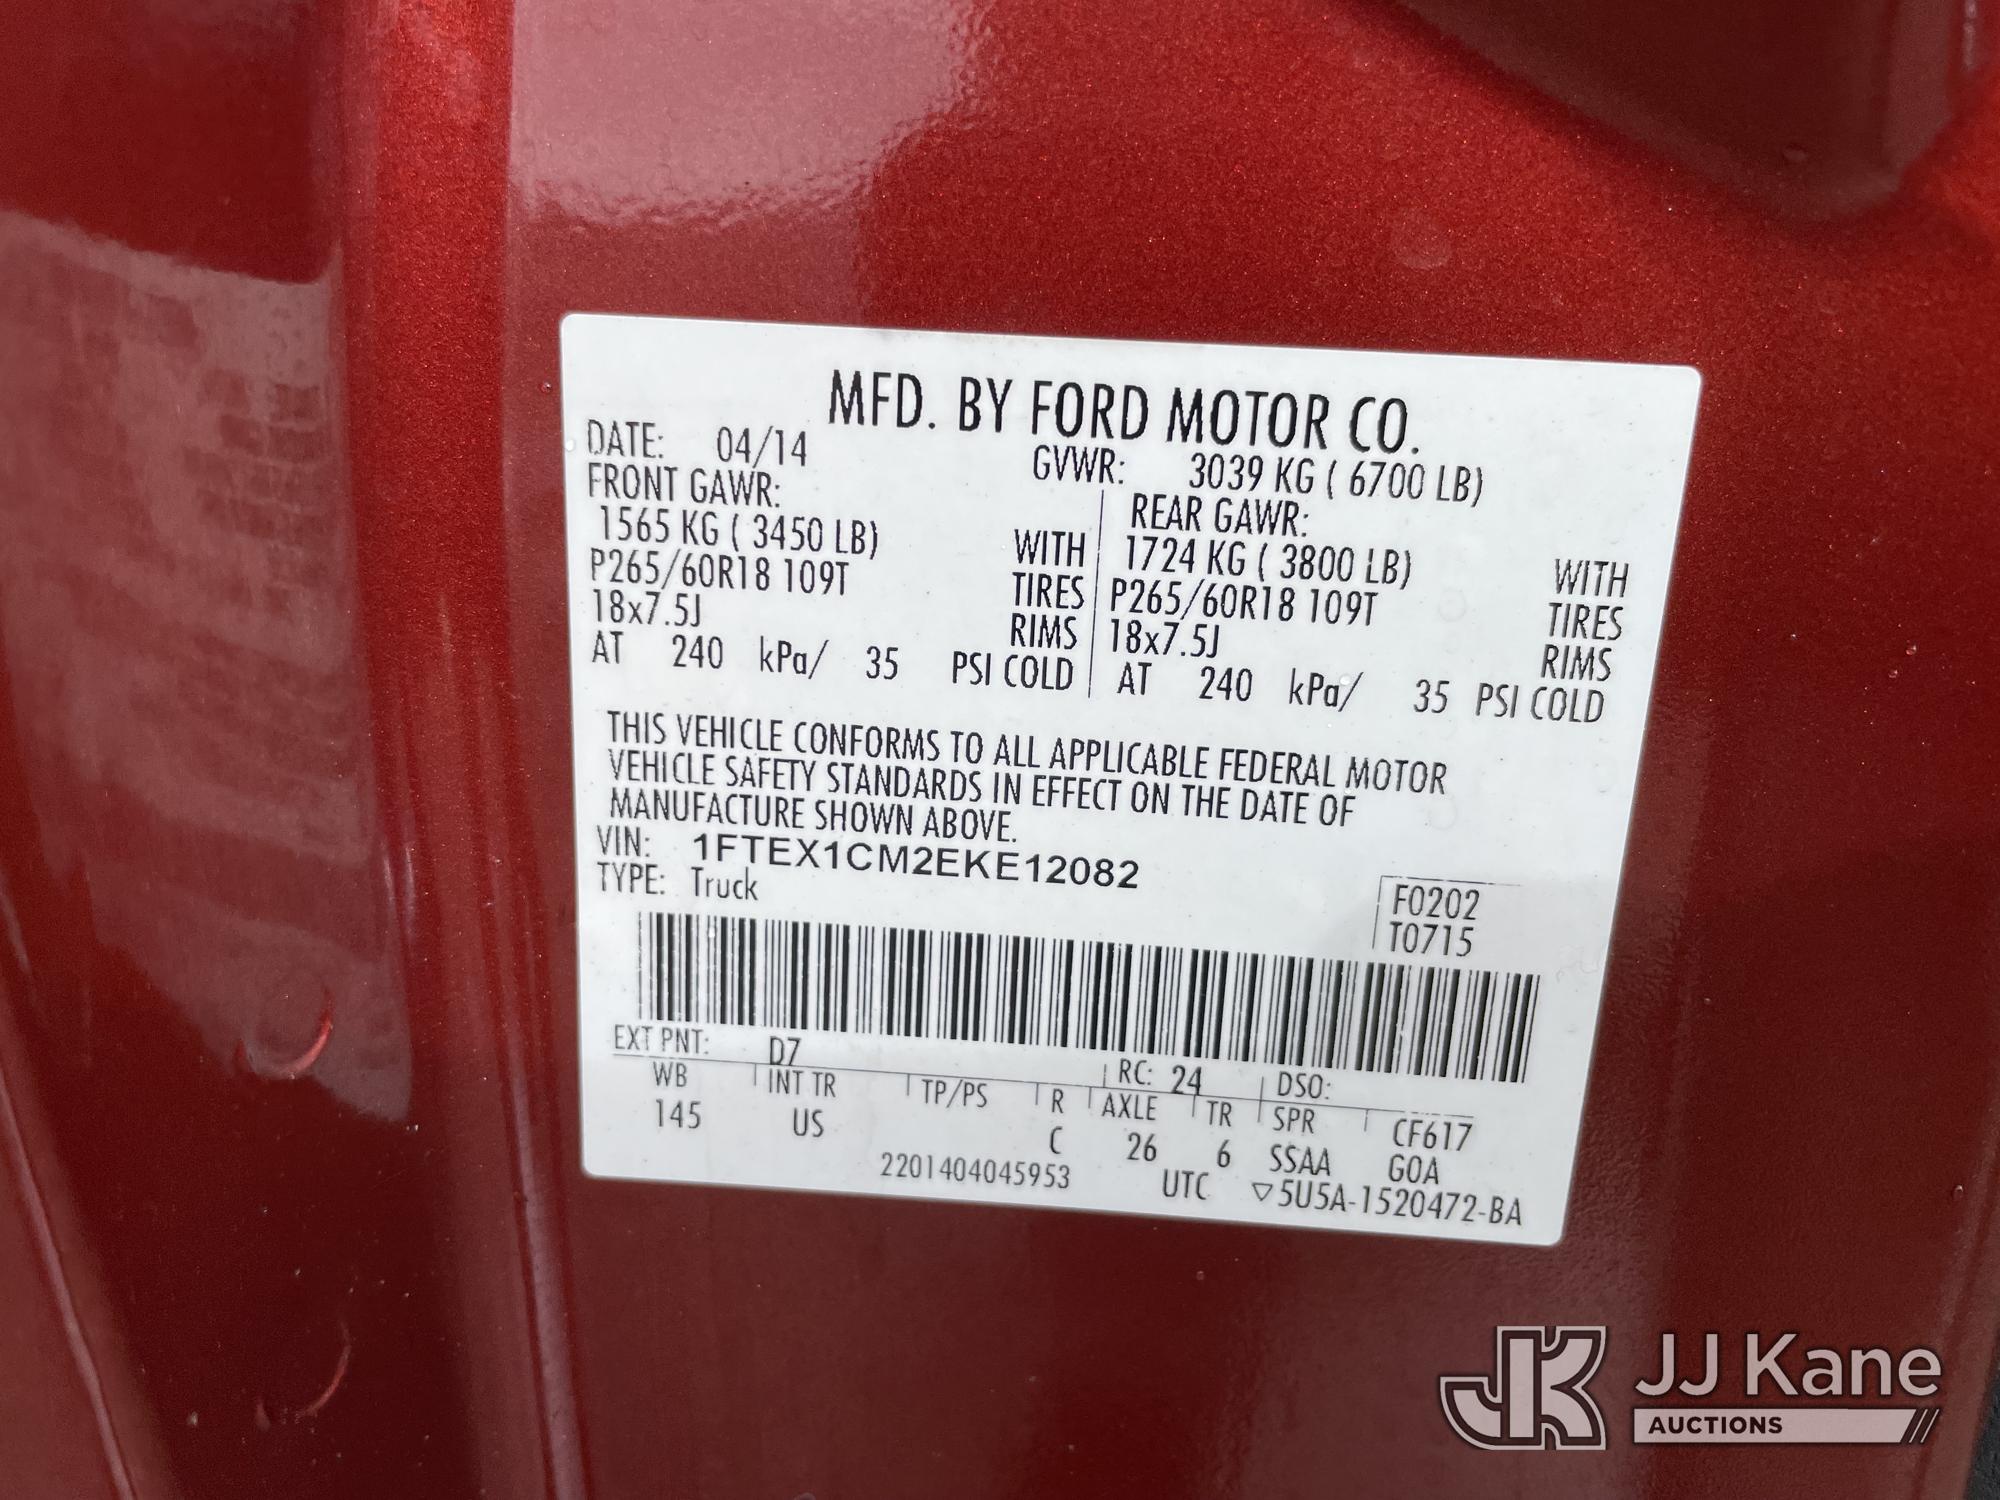 MFD. BY FORD MOTOR CO.
DATE: 04/14 GVWR: 3039 KG ( 6700 LB)
FRONT GAWR: REAR GAWR:
1565 KG ( 3450 LB) WITH 1724 KG ( 3800 LB) WITH
P265/60R18 109T TIRES P265/60R18 109T TIRES
18x7.5J RIMS 18x7.5J RIMS
AT 240 kPa/ 35 PSI COLD AT 240 kPa/ 35 PSI COLD
THIS VEHICLE CONFORMS TO ALL APPLICABLE FEDERAL MOTOR
VEHICLE SAFETY STANDARDS IN EFFECT ON THE DATE OF
MANUFACTURE SHOWN ABOVE.
VIN: 1FTEX1CM2EKE12082
TYPE: Truck F0202
T0715
EXT PNT: D7 RC: 24 DSO:
WB INT TR TP/PS R AXLE TR SPR CF617
145 US C 26 6 SSAA GOA
2201404045953 UTC ▽5U5A-1520472-BA
JK JJ Kane
AUCTIONS